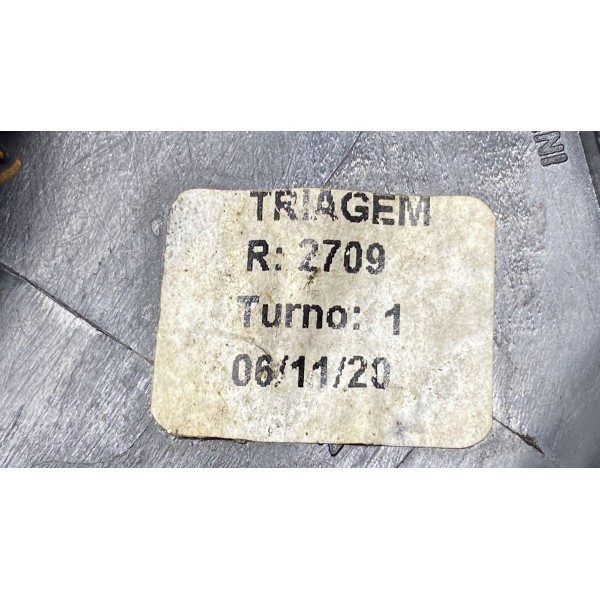 TRIAGEM
R: 2709
Turno: 1
06/11/20